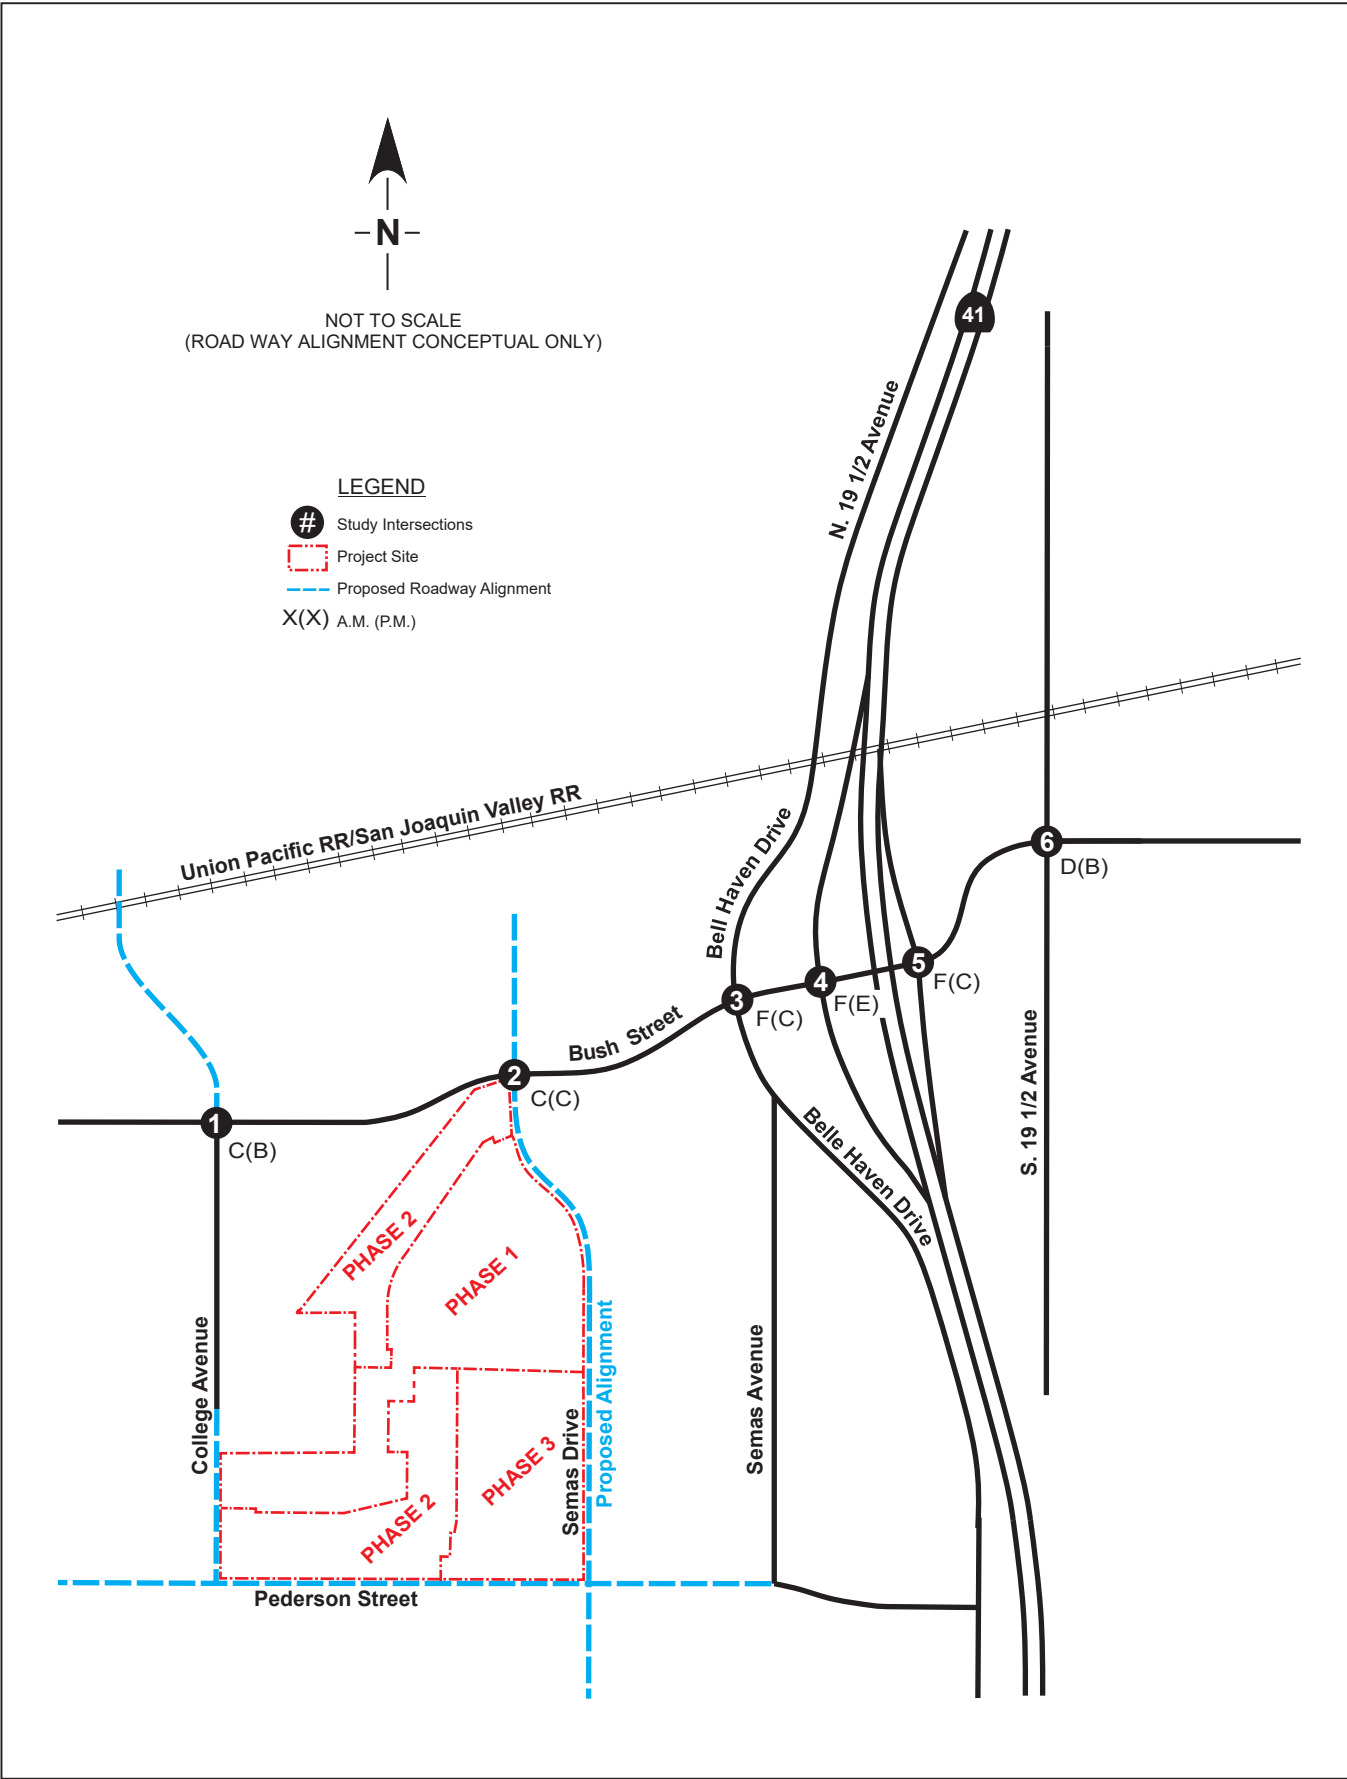 N
NOT TO SCALE
(ROAD WAY ALIGNMENT CONCEPTUAL ONLY)
41
N. 19 1/2 Avenue
LEGEND
# Study Intersections
Project Site
Proposed Roadway Alignment
X(X) A.M. (P.M.)
Union Pacific RR/San Joaquin Valley RR
Bell Haven Drive
6
D(B)
5
F(C)
4
F(E)
3
F(C)
Bush Street
2
C(C)
1
C(B)
S. 19 1/2 Avenue
Belle Haven Drive
PHASE 2
PHASE 1
College Avenue
Semas Drive
Proposed Alignment
Semas Avenue
PHASE 3
PHASE 2
Pederson Street